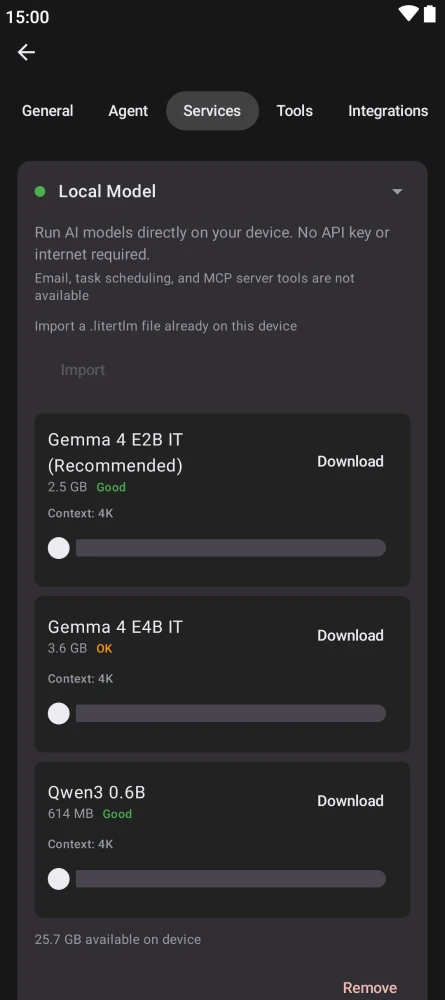 15:00
General Agent Services Tools Integrations
Local Model
Run AI models directly on your device. No API key or
internet required.
Email, task scheduling, and MCP server tools are not
available
Import a .litertlm file already on this device
Import
Gemma 4 E2B IT
(Recommended)
Download
2.5 GB Good
Context: 4K
Gemma 4 E4B IT
Download
3.6 GB OK
Context: 4K
Qwen3 0.6B
Download
614 MB Good
Context: 4K
25.7 GB available on device
Remove